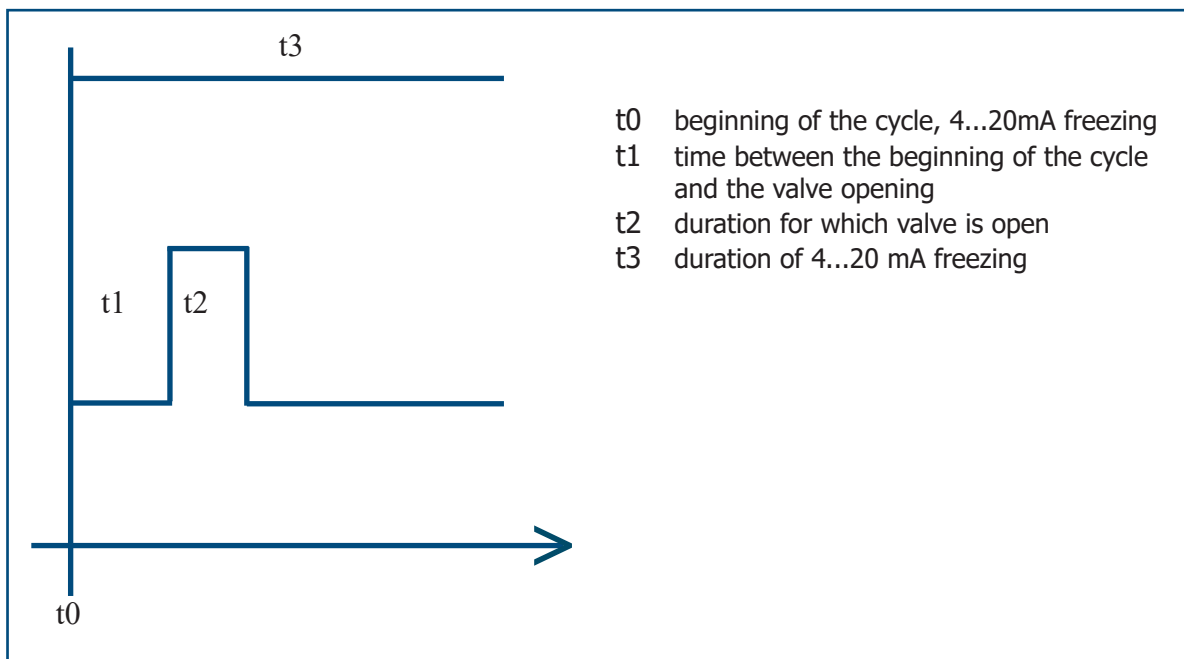 t3
t1
t2
t0
t0 beginning of the cycle, 4...20mA freezing
t1 time between the beginning of the cycle
and the valve opening
t2 duration for which valve is open
t3 duration of 4...20 mA freezing